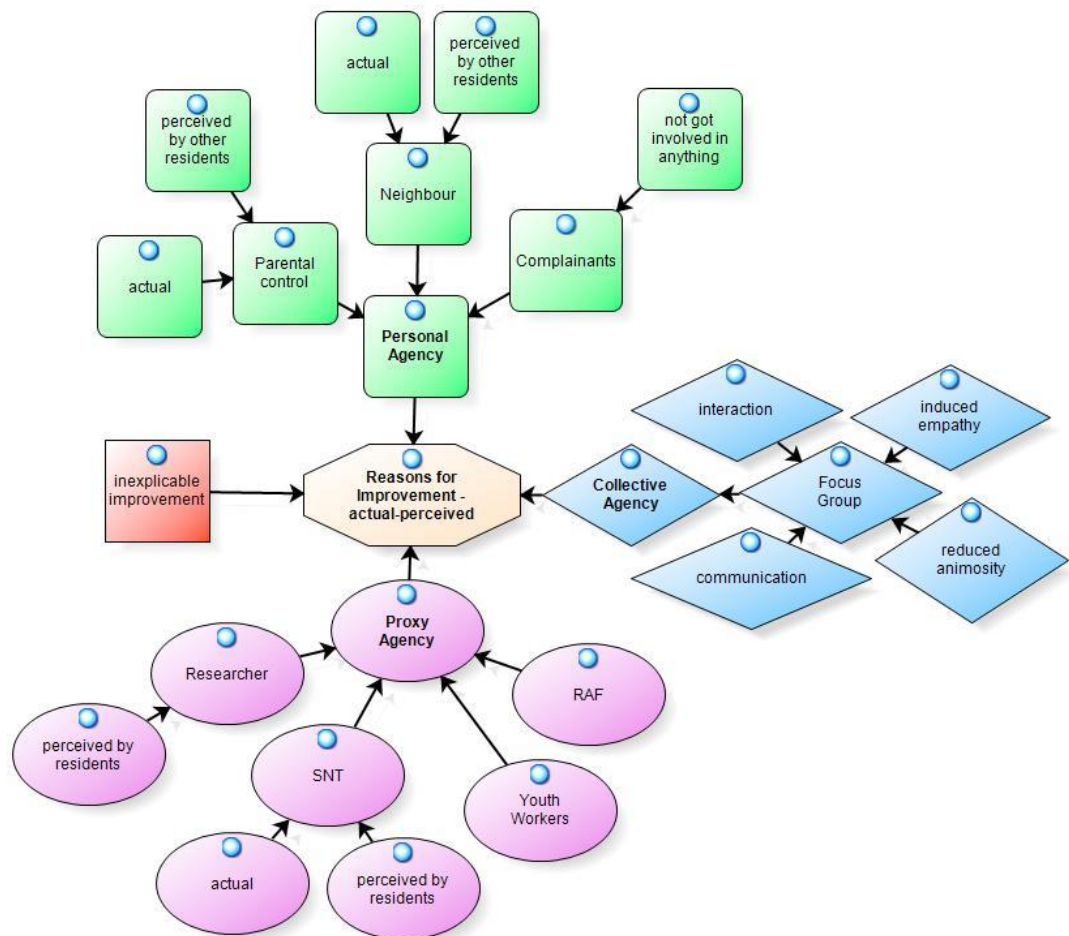 actual
perceived
by other
residents
perceived
by other
residents
not got
involved in
anything
Neighbour
actual
Parental
control
Complainants
Personal
Agency
interaction
induced
empathy
inexplicable
improvement
Reasons for
Improvement -
actual-perceived
Collective
Agency
Focus
Group
communication
reduced
animosity
Proxy
Agency
Researcher
RAF
perceived by
residents
SNT
Youth
Workers
actual
perceived by
residents